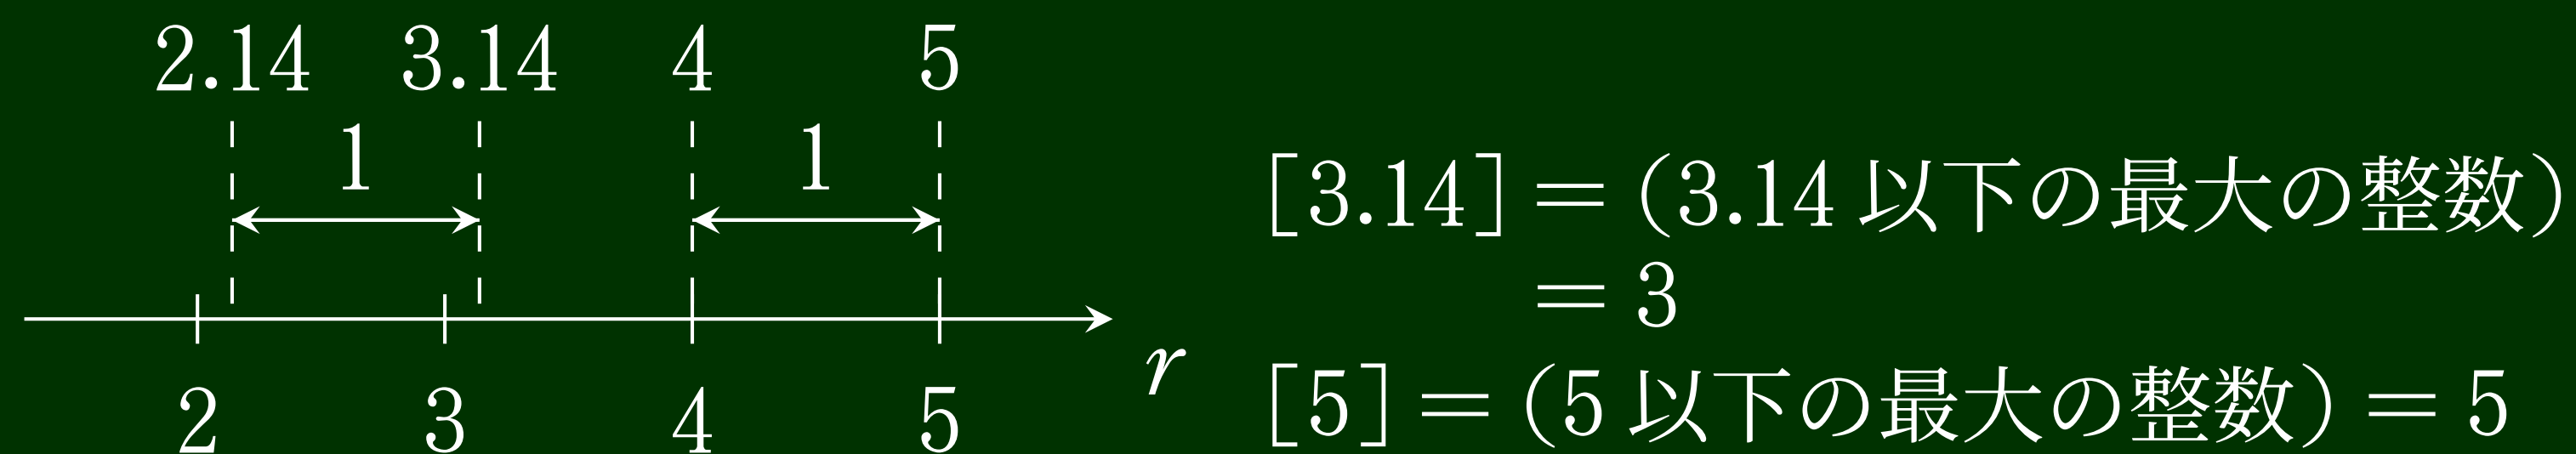 2.14 3.14 4 5
1 1
2 3 4 5
r
[3.14] = (3.14 以下の最大の整数)
= 3
[5] = (5 以下の最大の整数) = 5